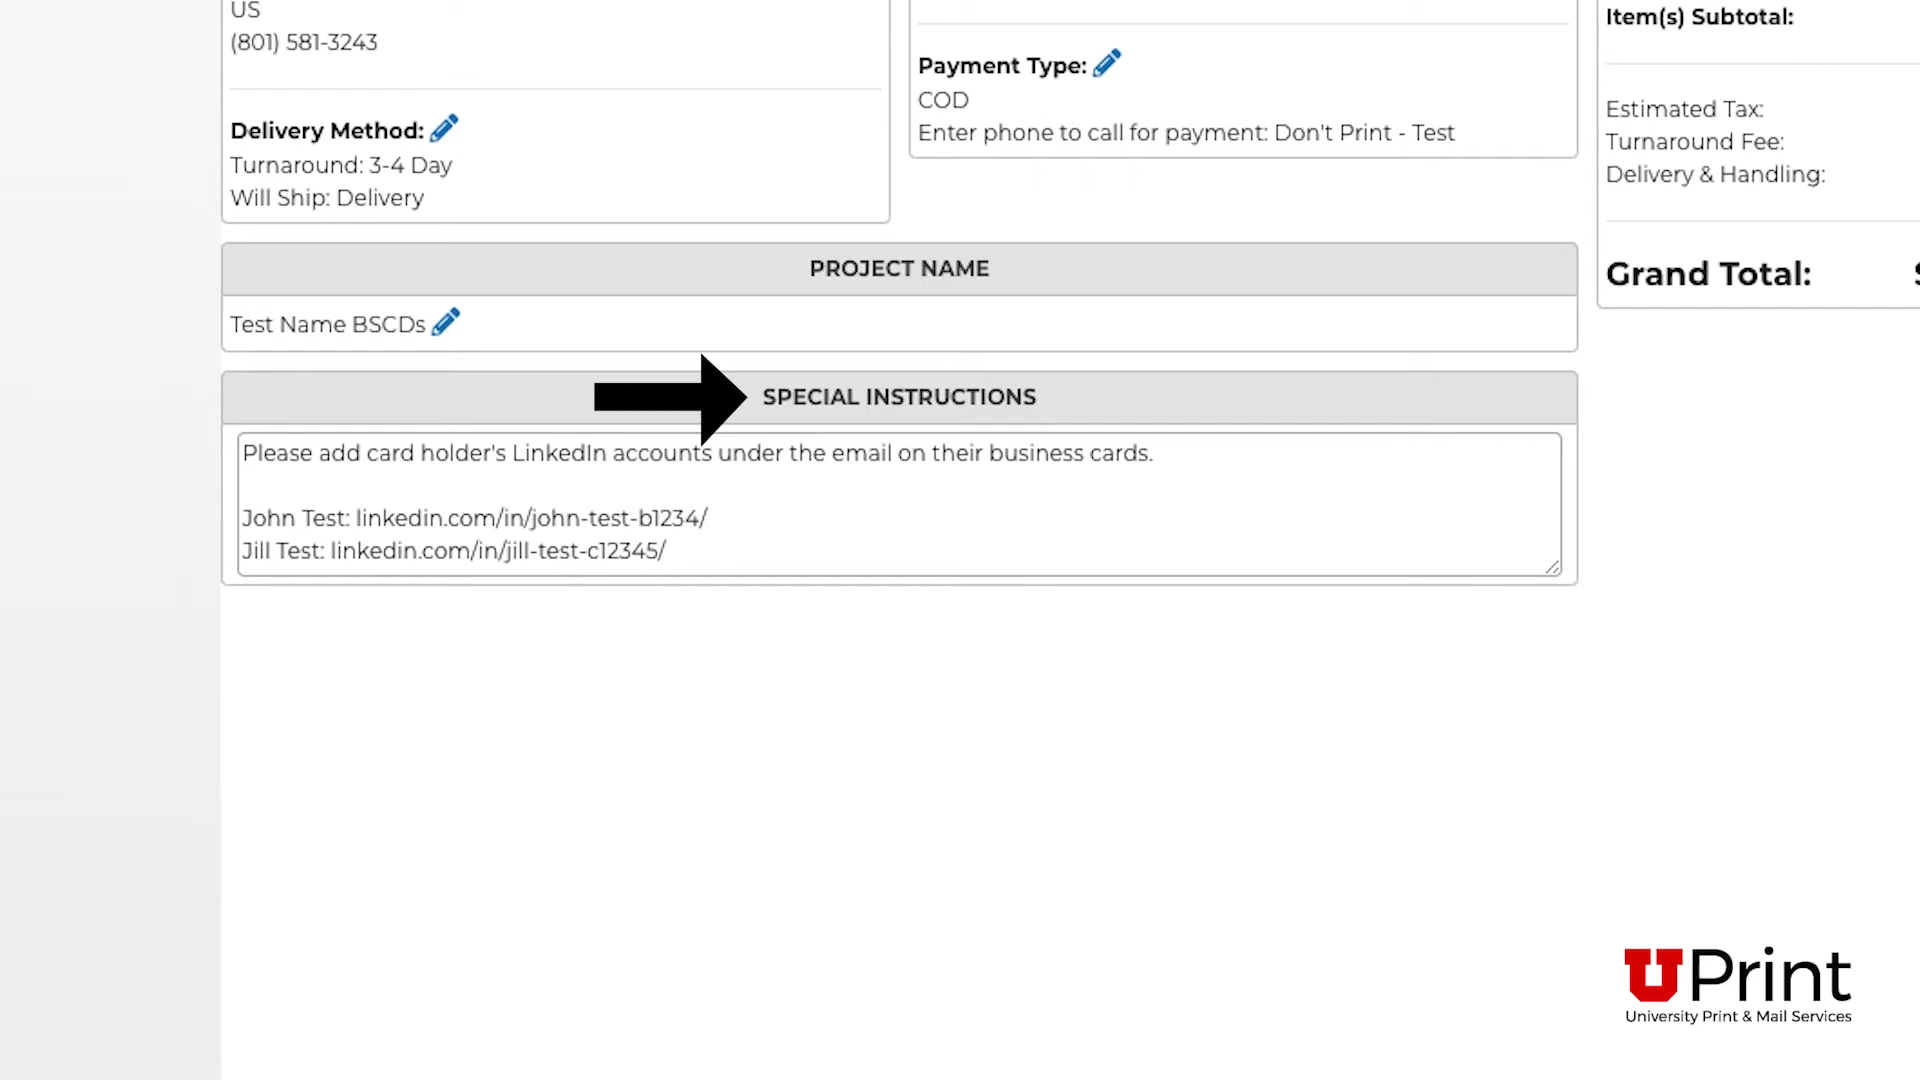 US
(801) 581-3243
Delivery Method:
Turnaround: 3-4 Day
Will Ship: Delivery
Payment Type:
COD
Enter phone to call for payment: Don't Print - Test
Item(s) Subtotal:
Estimated Tax:
Turnaround Fee:
Delivery & Handling:
Grand Total:
PROJECT NAME
Test Name BSCDs
SPECIAL INSTRUCTIONS
Please add card holder's LinkedIn accounts under the email on their business cards.
John Test: linkedin.com/in/john-test-b1234/
Jill Test: linkedin.com/in/jill-test-c12345/
U Print
University Print & Mail Services